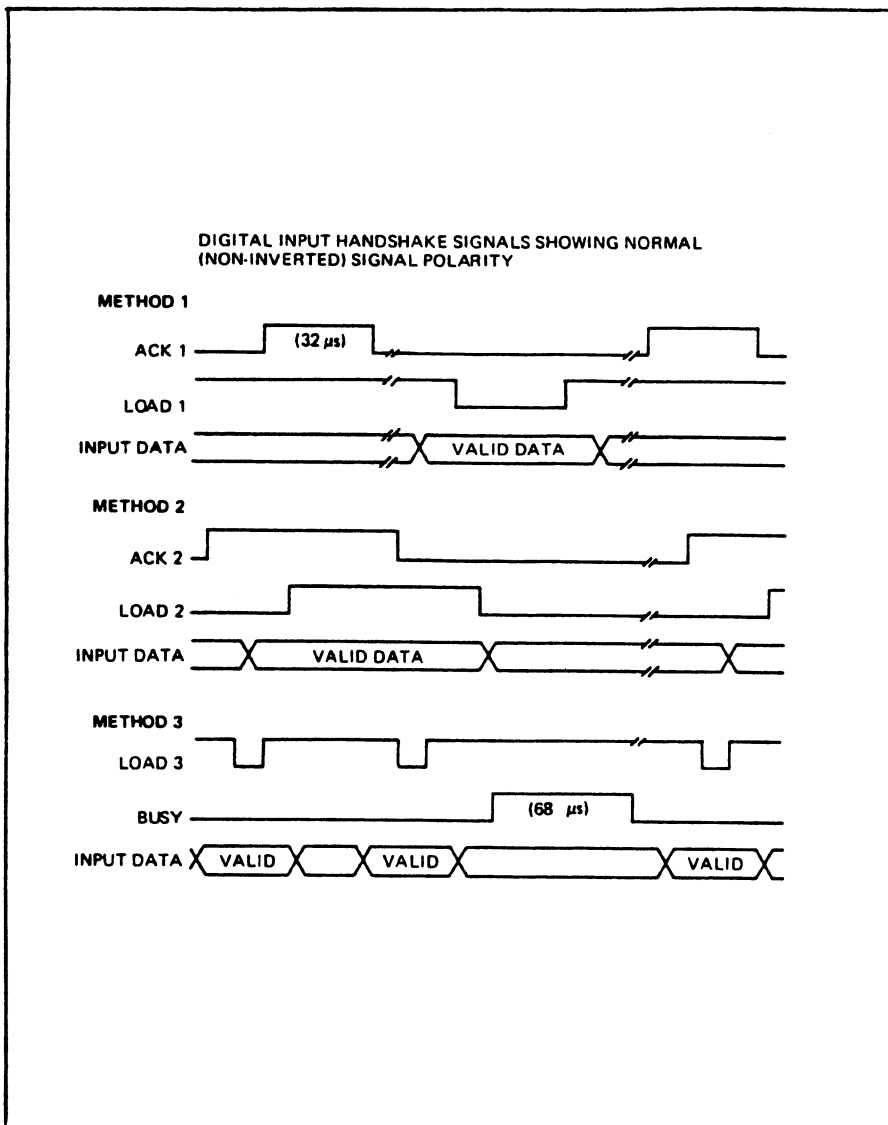 DIGITAL INPUT HANDSHAKE SIGNALS SHOWING NORMAL
(NON-INVERTED) SIGNAL POLARITY
METHOD 1
ACK 1
(32 µs)
LOAD 1
INPUT DATA
VALID DATA
METHOD 2
ACK 2
LOAD 2
INPUT DATA
VALID DATA
METHOD 3
LOAD 3
BUSY
(68 µs)
INPUT DATA
VALID
VALID
VALID